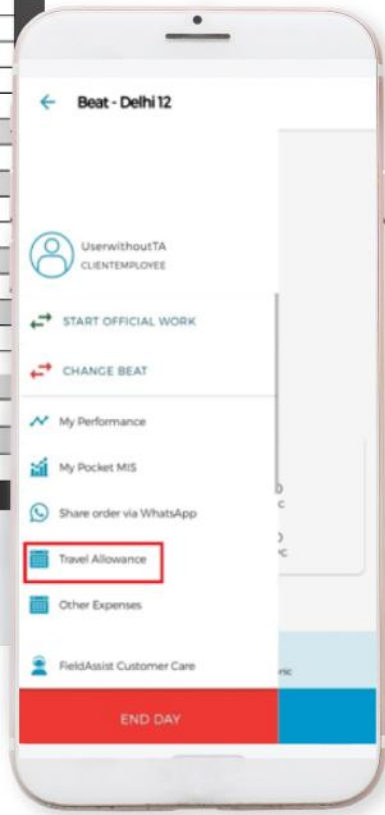 Beat - Delhi 12
UserwithoutTA
CLIENTEMPLOYEE
START OFFICIAL WORK
CHANGE BEAT
My Performance
My Pocket MIS
Share order via WhatsApp
Travel Allowance
Other Expenses
FieldAssist Customer Care
END DAY